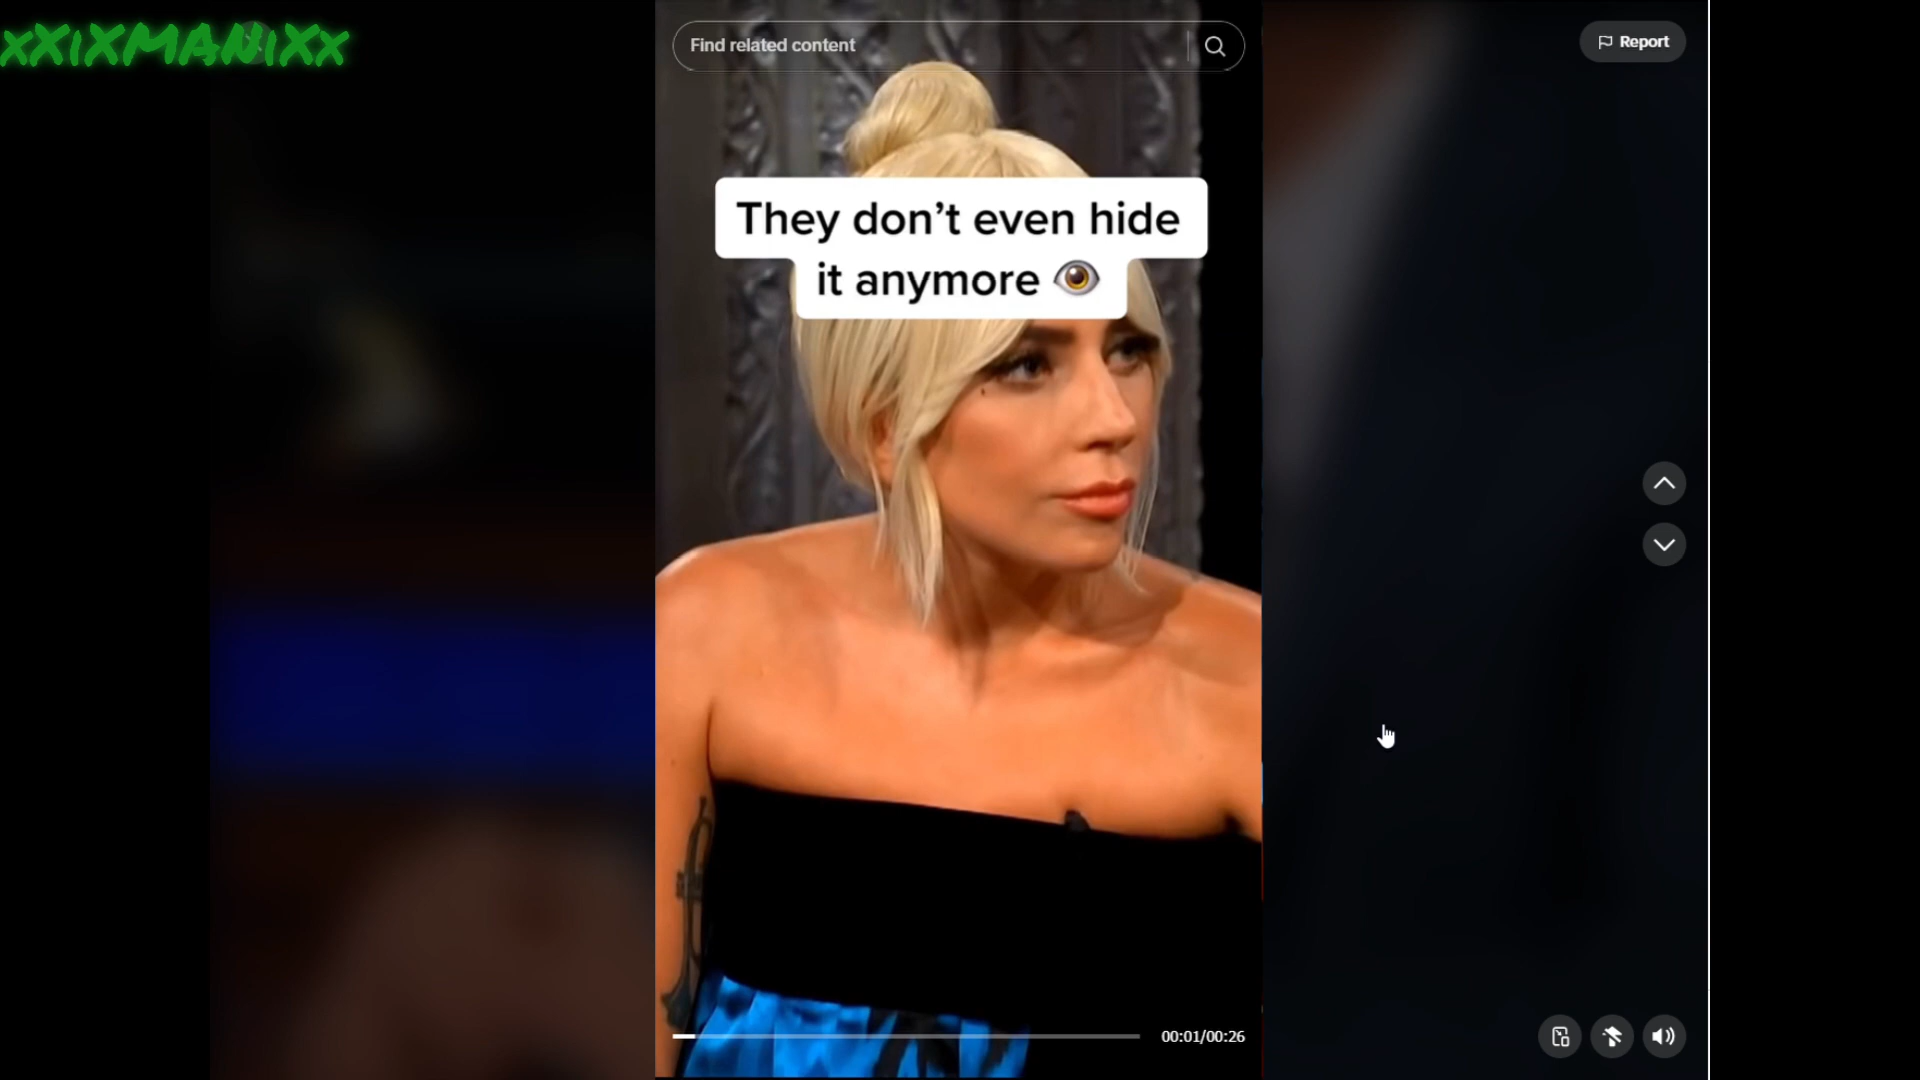 xXiXMANiXx
Find related content
Report
They don’t even hide
it anymore 👁
00:01/00:26